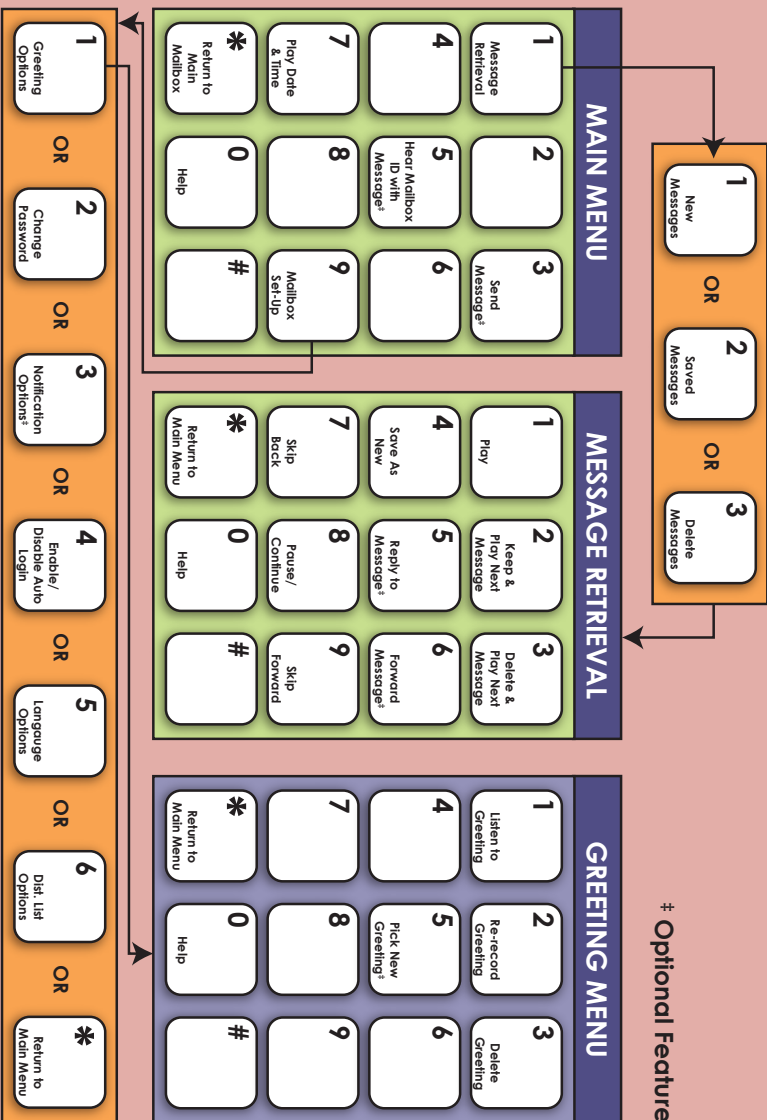 1
New
Messages
OR
2
Saved
Messages
OR
3
Delete
Messages
‡ Optional Feature
MAIN MENU
1
Message
Retrieval
2
3
Send
Message‡
4
5
Hear Mailbox
ID with
Message‡
6
7
Play Date
& Time
8
9
Mailbox
Set-Up
*
Return to
Main
Mailbox
0
Help
#
MESSAGE RETRIEVAL
1
Play
2
Keep &
Play Next
Message
3
Delete &
Play Next
Message
4
Save As
New
5
Reply to
Message‡
6
Forward
Message‡
7
Skip
Back
8
Pause/
Continue
9
Skip
Forward
*
Return to
Main Menu
0
Help
#
GREETING MENU
1
Listen to
Greeting
2
Re-record
Greeting
3
Delete
Greeting
4
5
Pick New
Greeting‡
6
7
8
9
*
Return to
Main Menu
0
Help
#
1
Greeting
Options
OR
2
Change
Password
OR
3
Notification
Options‡
OR
4
Enable/
Disable Auto
Login
OR
5
Langauge
Options
OR
6
Dist. List
Options
OR
*
Return to
Main Menu